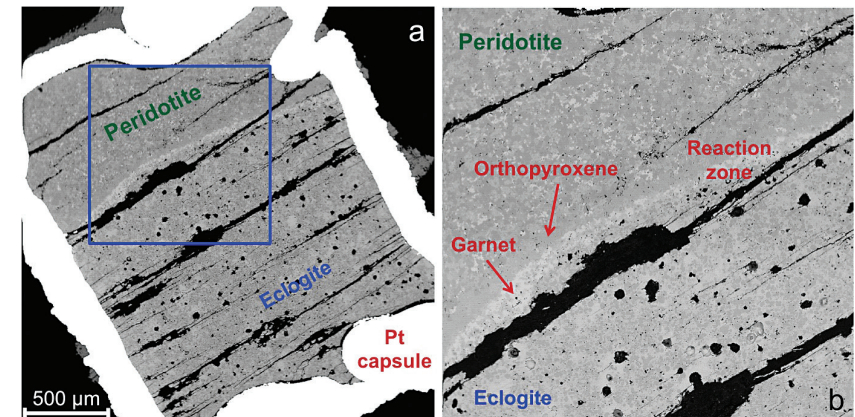 a
Peridotite
Eclogite
Pt
capsule
500 µm
Peridotite
Reaction
zone
Orthopyroxene
Garnet
Eclogite
b